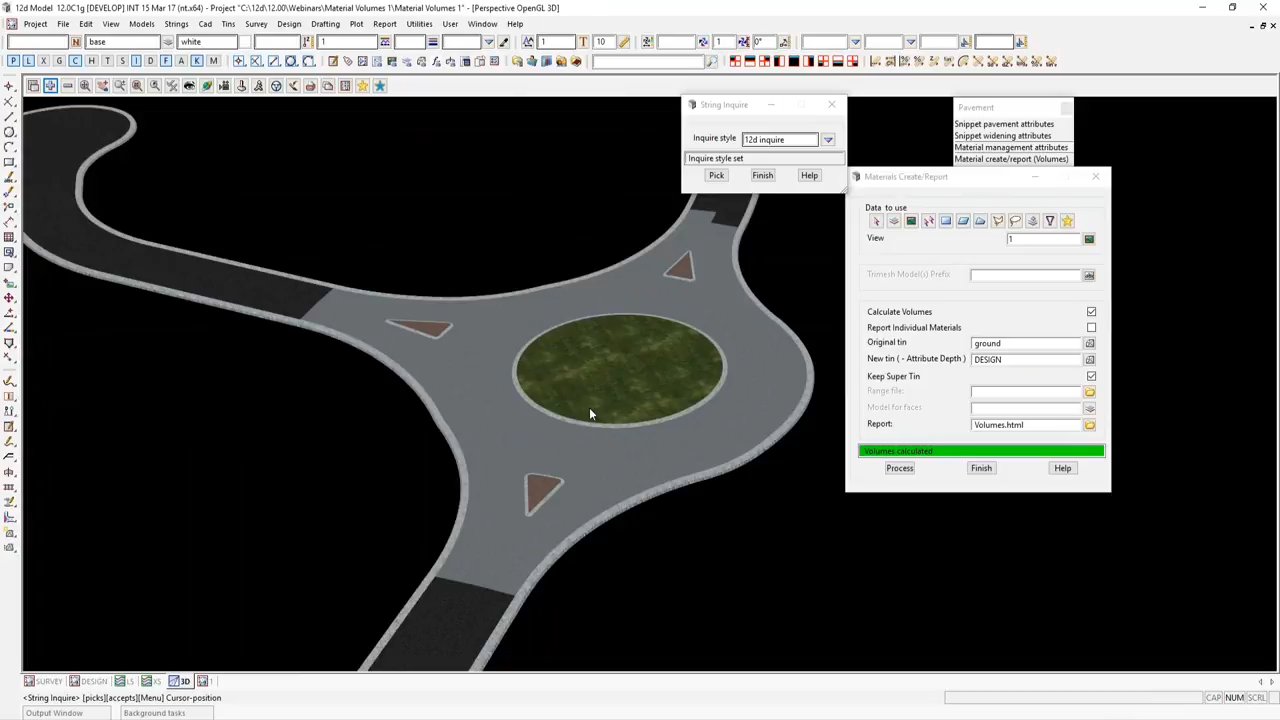 12d Model 12.0C1g [DEVELOP] INT 15 Mar 17 (nt.x64) - Project "C:\12d\12.00\Webinars\Material Volumes 1\Material Volumes 1" - [Perspective OpenGL 3D]
Project File Edit View Models Strings Cad Tins Survey Design Drafting Plot Report Utilities User Window Help
base white 1 1 T 10 1 0°
P L X G C H T S I D F A K M
String Inquire
Inquire style 12d inquire
Inquire style set
Pick Finish Help
Pavement
Snippet pavement attributes
Snippet widening attributes
Material management attributes
Material create/report (Volumes)
Materials Create/Report
Data to use
View 1
Trimesh Model(s) Prefix
Calculate Volumes
Report Individual Materials
Original tin ground
New tin ( - Attribute Depth ) DESIGN
Keep Super Tin
Range file:
Model for faces
Report: Volumes.html
Volumes calculated
Process Finish Help
SURVEY DESIGN LS XS 3D 1
<String Inquire> [picks][accepts][Menu] Cursor-position
CAP NUM SCRL
Output Window Background tasks